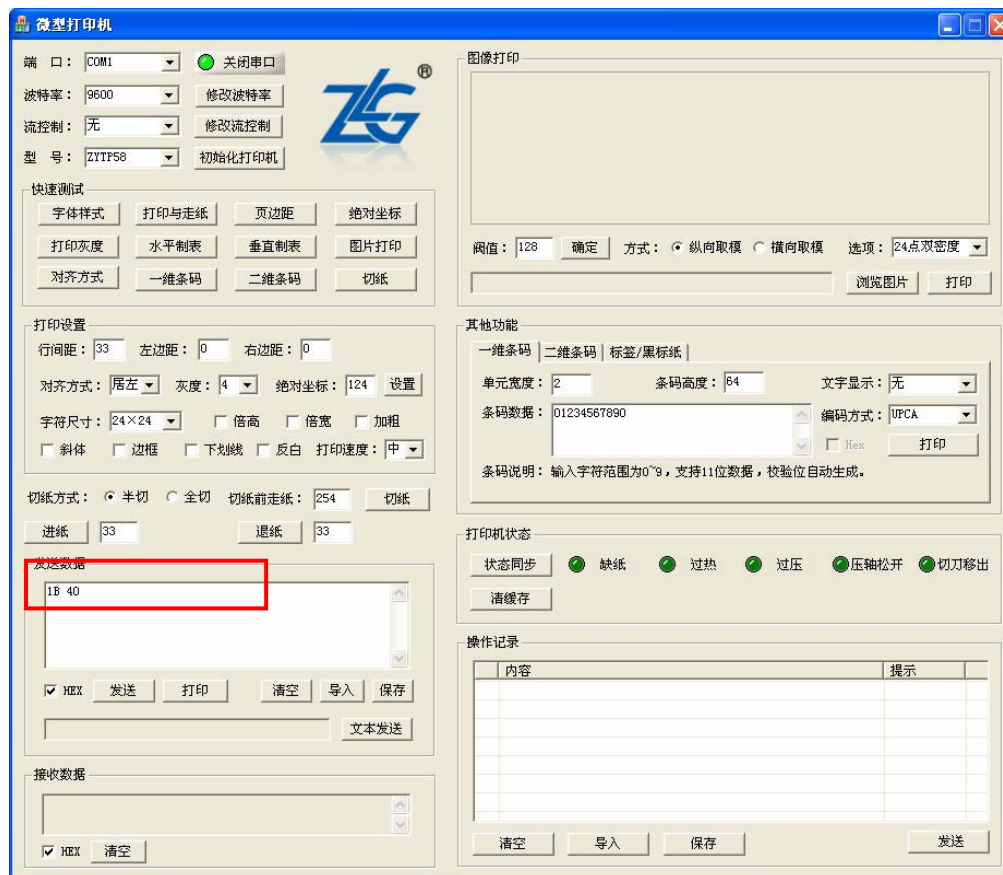 微型打印机
端 口： COM1 关闭串口
波特率： 9600 修改波特率
流控制： 无 修改流控制
型 号： ZYTP58 初始化打印机
ZLG ®
快速测试
字体样式 打印与走纸 页边距 绝对坐标
打印灰度 水平制表 垂直制表 图片打印
对齐方式 一维条码 二维条码 切纸
打印设置
行间距： 33 左边距： 0 右边距： 0
对齐方式： 居左 灰度： 4 绝对坐标： 124 设置
字符尺寸： 24×24 倍高 倍宽 加粗
斜体 边框 下划线 反白 打印速度： 中
切纸方式： 半切 全切 切纸前走纸： 254 切纸
进纸 33 退纸 33
发送数据
1B 40
HEX 发送 打印 清空 导入 保存
文本发送
接收数据
HEX 清空
图像打印
阀值： 128 确定 方式： 纵向取模 横向取模 选项： 24点双密度
浏览图片 打印
其他功能
一维条码 二维条码 标签/黑标纸
单元宽度： 2 条码高度： 64 文字显示： 无
条码数据： 01234567890 编码方式： UPCA
Hex 打印
条码说明： 输入字符范围为0~9，支持11位数据，校验位自动生成。
打印机状态
状态同步 缺纸 过热 过压 压轴松开 切刀移出
清缓存
操作记录
内容 提示
清空 导入 保存 发送